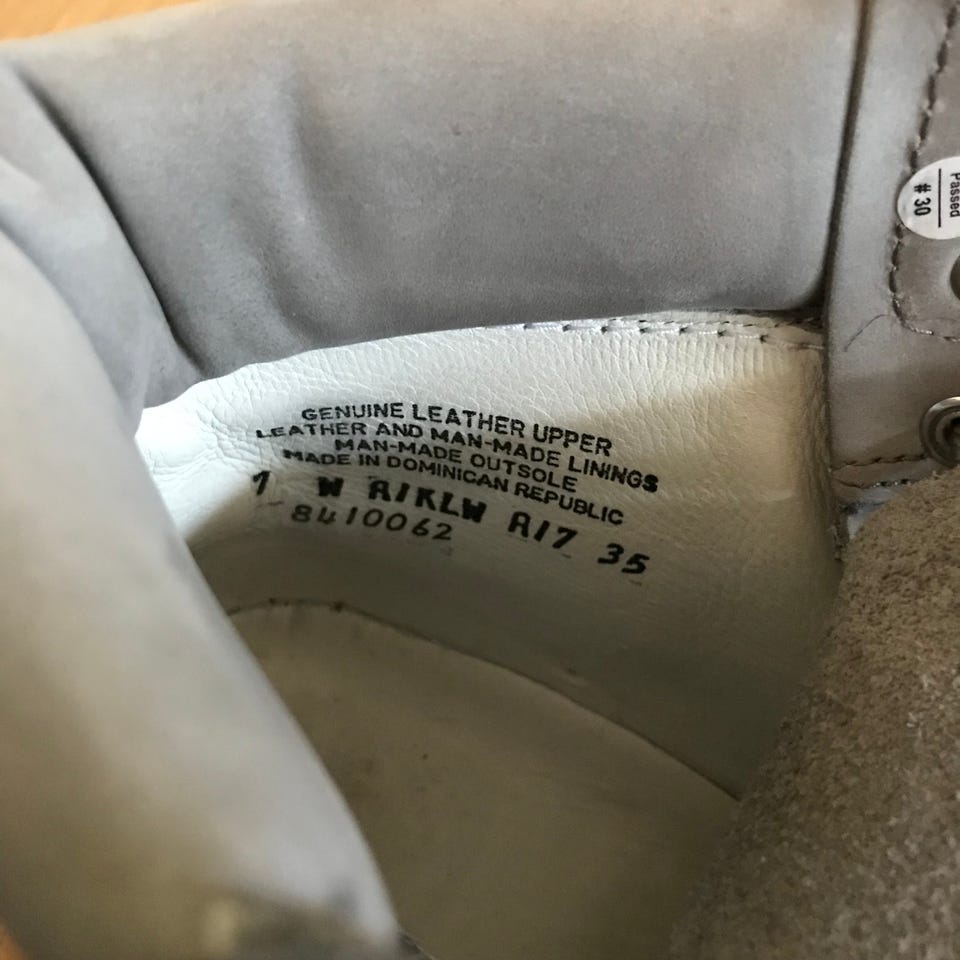 GENUINE LEATHER UPPER
LEATHER AND MAN-MADE LININGS
MAN-MADE OUTSOLE
MADE IN DOMINICAN REPUBLIC
7 W A/KLW A17 35
8410062
Passed
#30